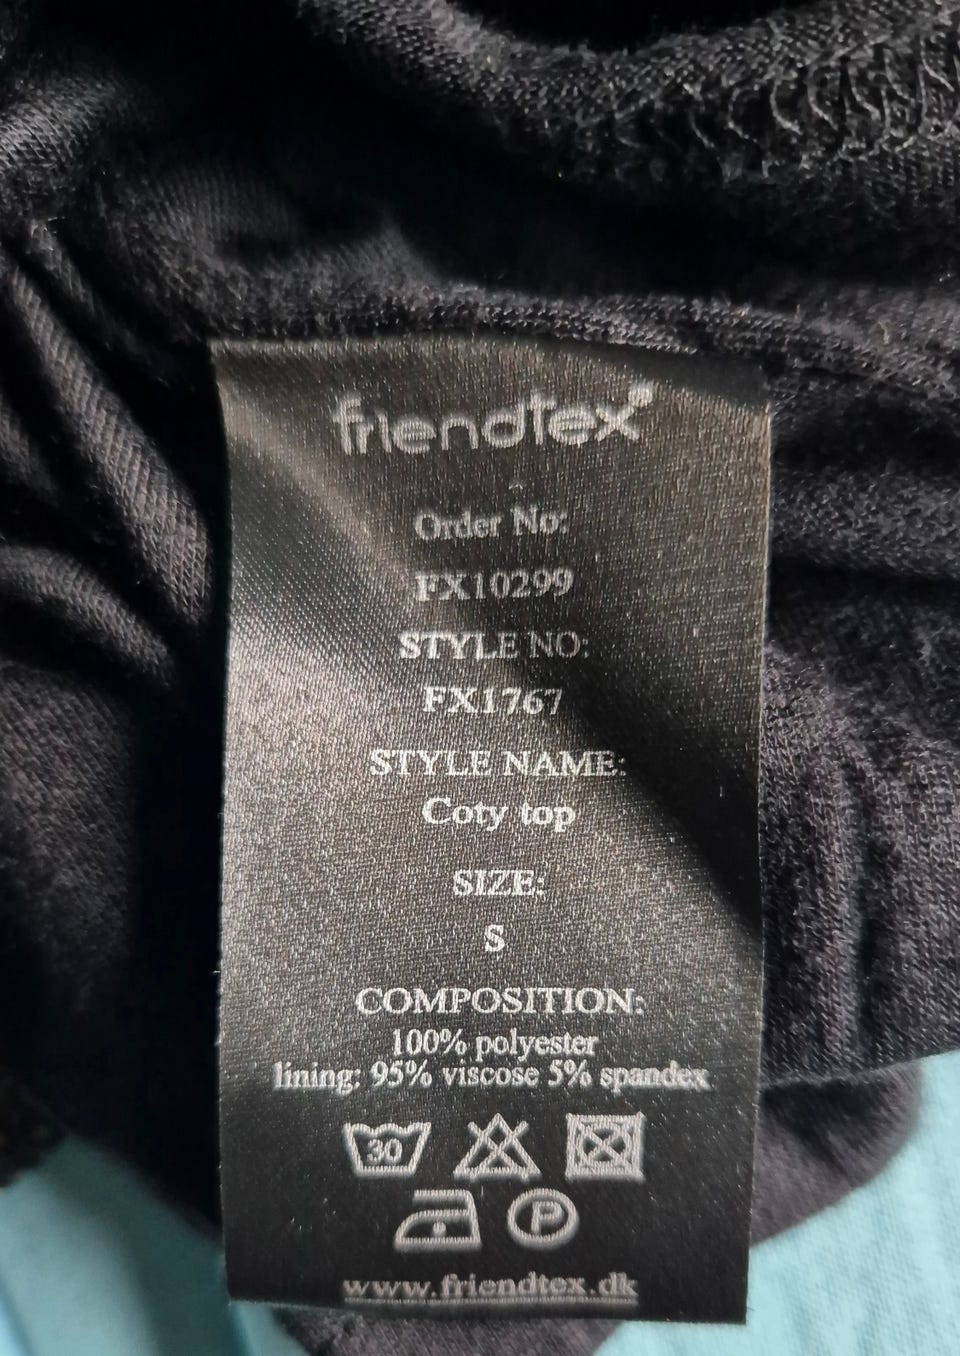 friendtex®
Order No:
FX10299
STYLE NO:
FX1767
STYLE NAME:
Coty top
SIZE:
S
COMPOSITION:
100% polyester
lining: 95% viscose 5% spandex
30
P
www.friendtex.dk